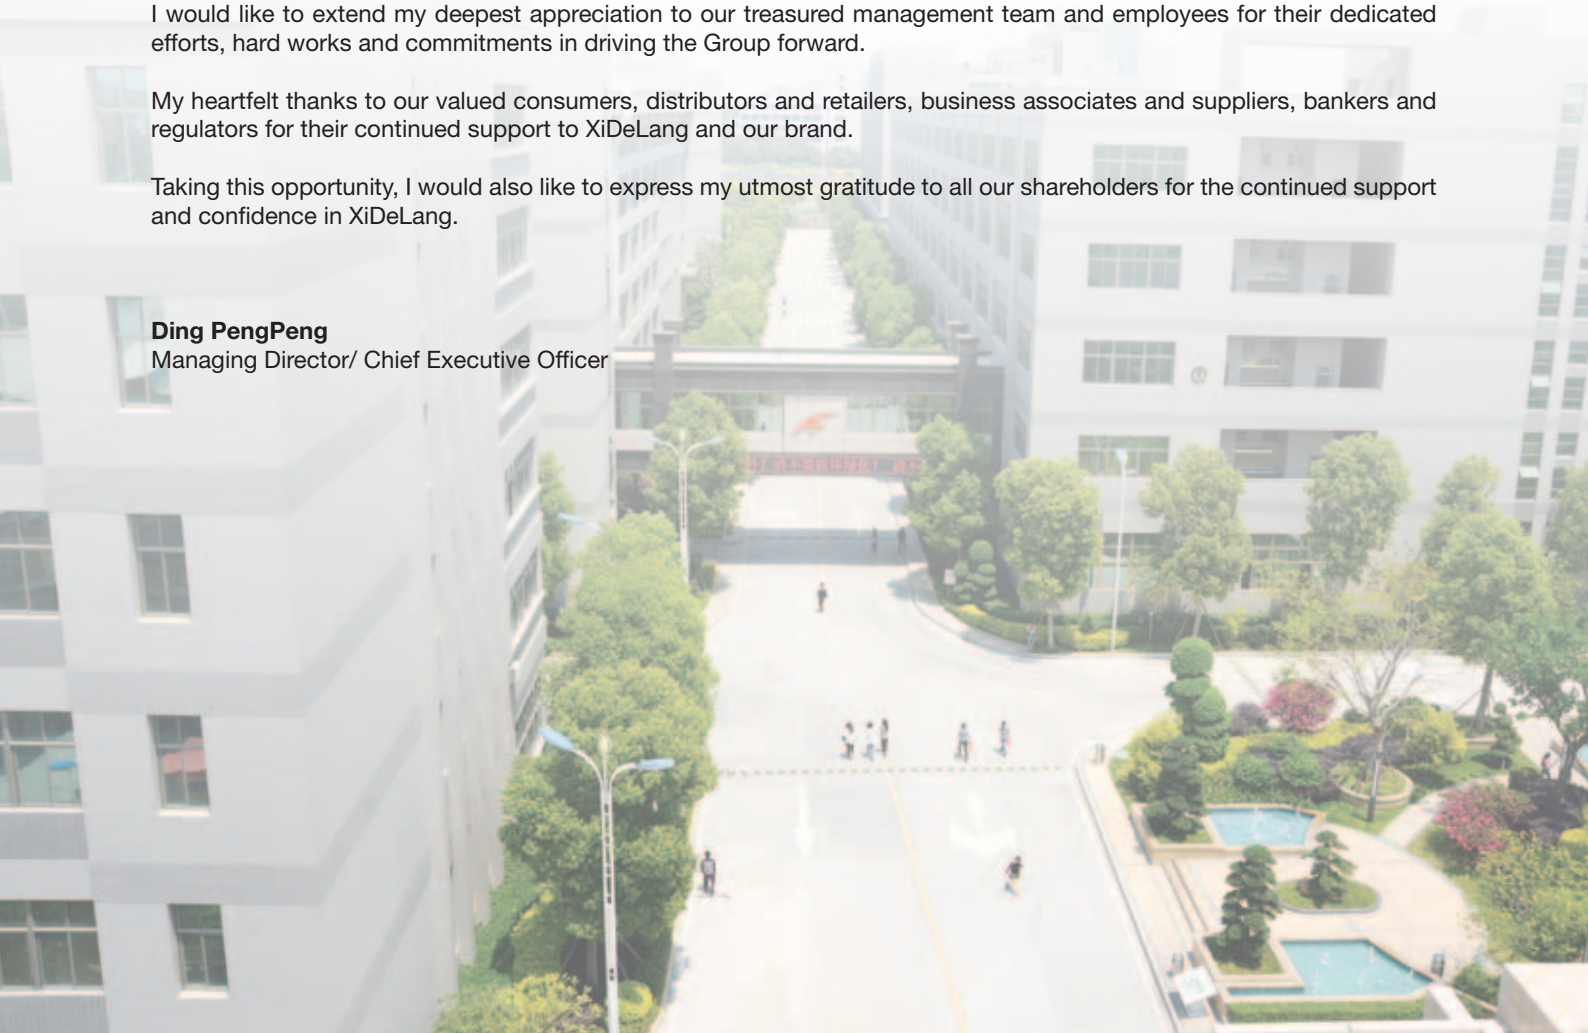 I would like to extend my deepest appreciation to our treasured management team and employees for their dedicated
efforts, hard works and commitments in driving the Group forward.
My heartfelt thanks to our valued consumers, distributors and retailers, business associates and suppliers, bankers and
regulators for their continued support to XiDeLang and our brand.
Taking this opportunity, I would also like to express my utmost gratitude to all our shareholders for the continued support
and confidence in XiDeLang.
Ding PengPeng
Managing Director/ Chief Executive Officer